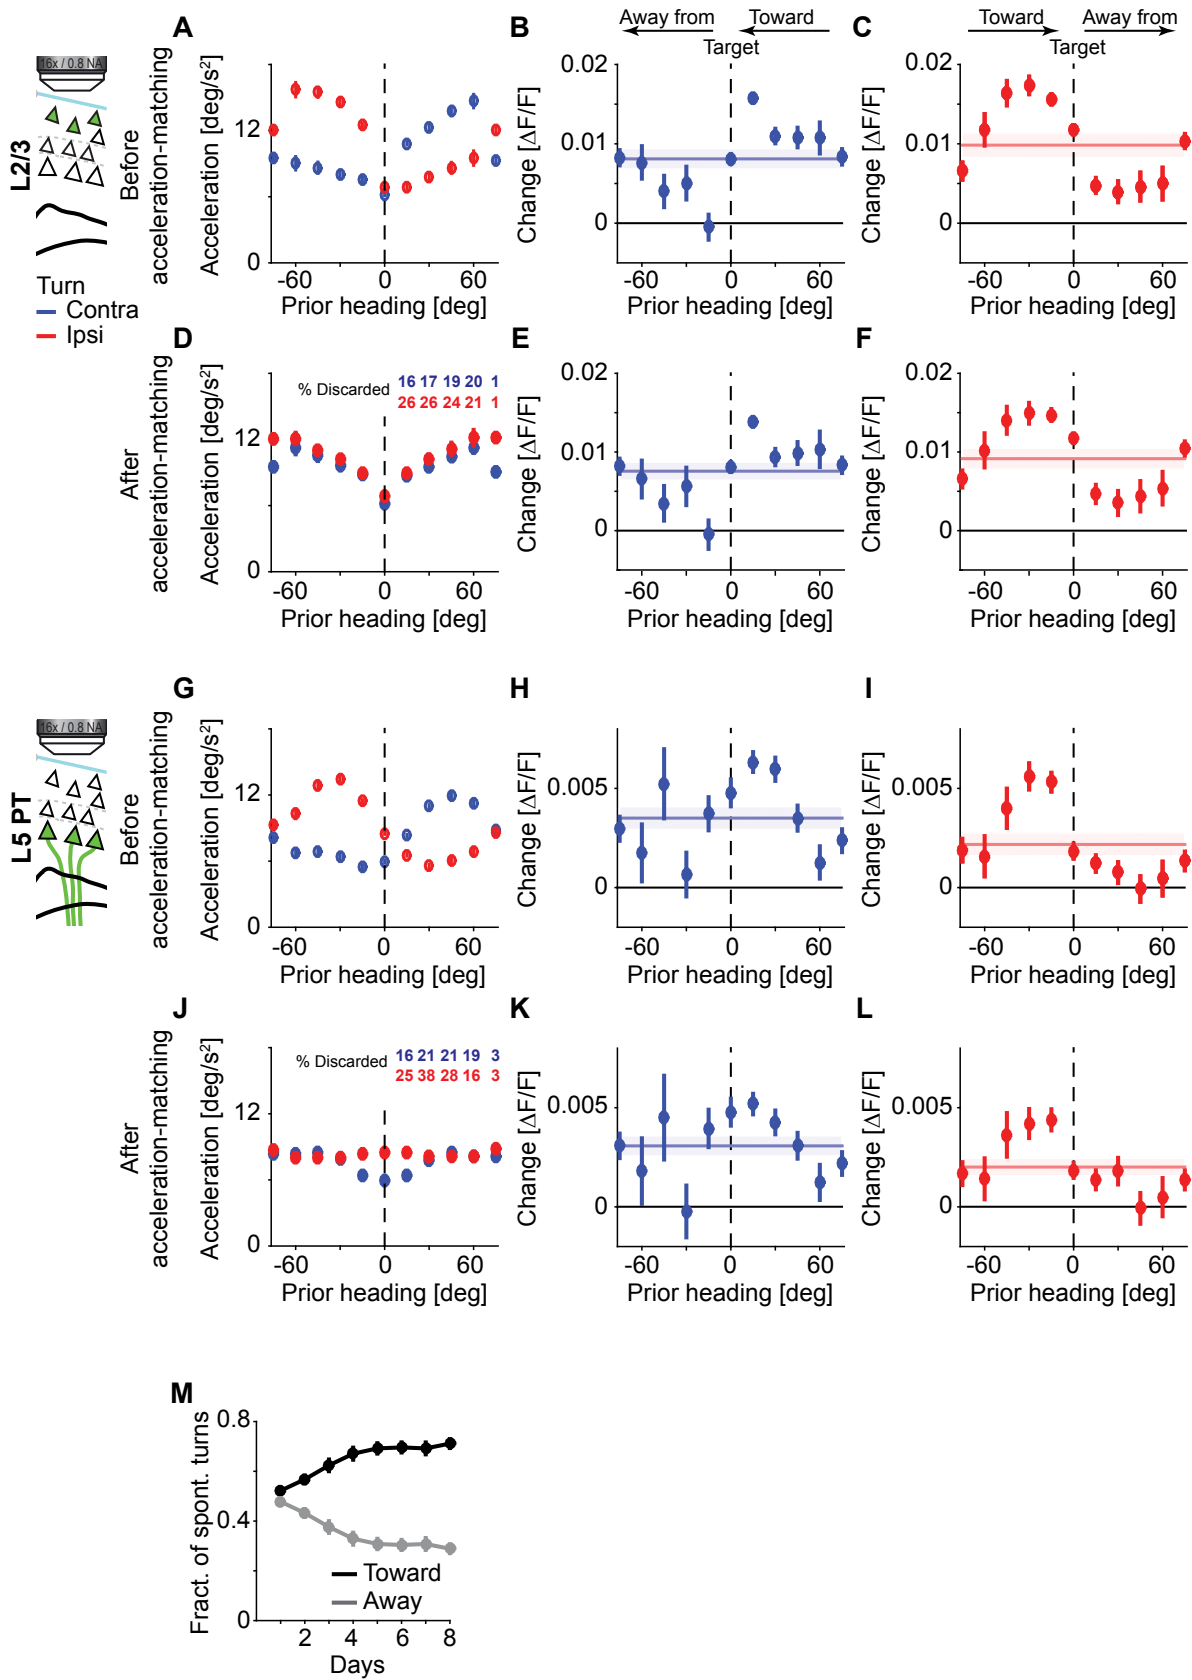 A
B
C
Away from
Toward
Toward
Away from
Target
Target
16x / 0.8 NA
L2/3
Before
acceleration-matching
Acceleration [deg/s²]
12
0
-60
0
60
Prior heading [deg]
Change [ΔF/F]
0.02
0.01
0
-60
0
60
Prior heading [deg]
Change [ΔF/F]
0.02
0.01
0
-60
0
60
Prior heading [deg]
Turn
Contra
Ipsi
D
E
F
After
acceleration-matching
Acceleration [deg/s²]
12
0
% Discarded
16 17 19 20 1
26 26 24 21 1
-60
0
60
Prior heading [deg]
Change [ΔF/F]
0.02
0.01
0
-60
0
60
Prior heading [deg]
Change [ΔF/F]
0.02
0.01
0
-60
0
60
Prior heading [deg]
G
H
I
16x / 0.8 NA
L5 PT
Before
acceleration-matching
Acceleration [deg/s²]
12
0
-60
0
60
Prior heading [deg]
Change [ΔF/F]
0.005
0
-60
0
60
Prior heading [deg]
Change [ΔF/F]
0.005
0
-60
0
60
Prior heading [deg]
J
K
L
After
acceleration-matching
Acceleration [deg/s²]
12
0
% Discarded
16 21 21 19 3
25 38 28 16 3
-60
0
60
Prior heading [deg]
Change [ΔF/F]
0.005
0
-60
0
60
Prior heading [deg]
Change [ΔF/F]
0.005
0
-60
0
60
Prior heading [deg]
M
Fract. of spont. turns
0.8
0.4
0
Toward
Away
2
4
6
8
Days